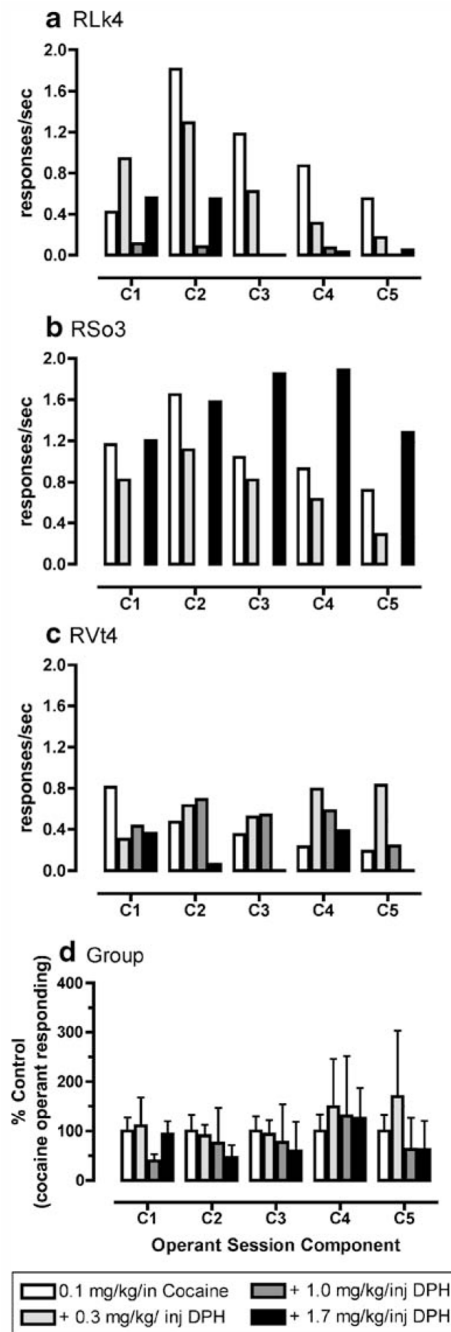 a RLk4
responses/sec
2.0
1.6
1.2
0.8
0.4
0.0
C1 C2 C3 C4 C5
b RSo3
responses/sec
2.0
1.6
1.2
0.8
0.4
0.0
C1 C2 C3 C4 C5
c RVt4
responses/sec
2.0
1.6
1.2
0.8
0.4
0.0
C1 C2 C3 C4 C5
d Group
% Control
(cocaine operant responding)
400
300
200
100
0
C1 C2 C3 C4 C5
Operant Session Component
0.1 mg/kg/in Cocaine
+ 0.3 mg/kg/ inj DPH
+ 1.0 mg/kg/inj DPH
+ 1.7 mg/kg/inj DPH